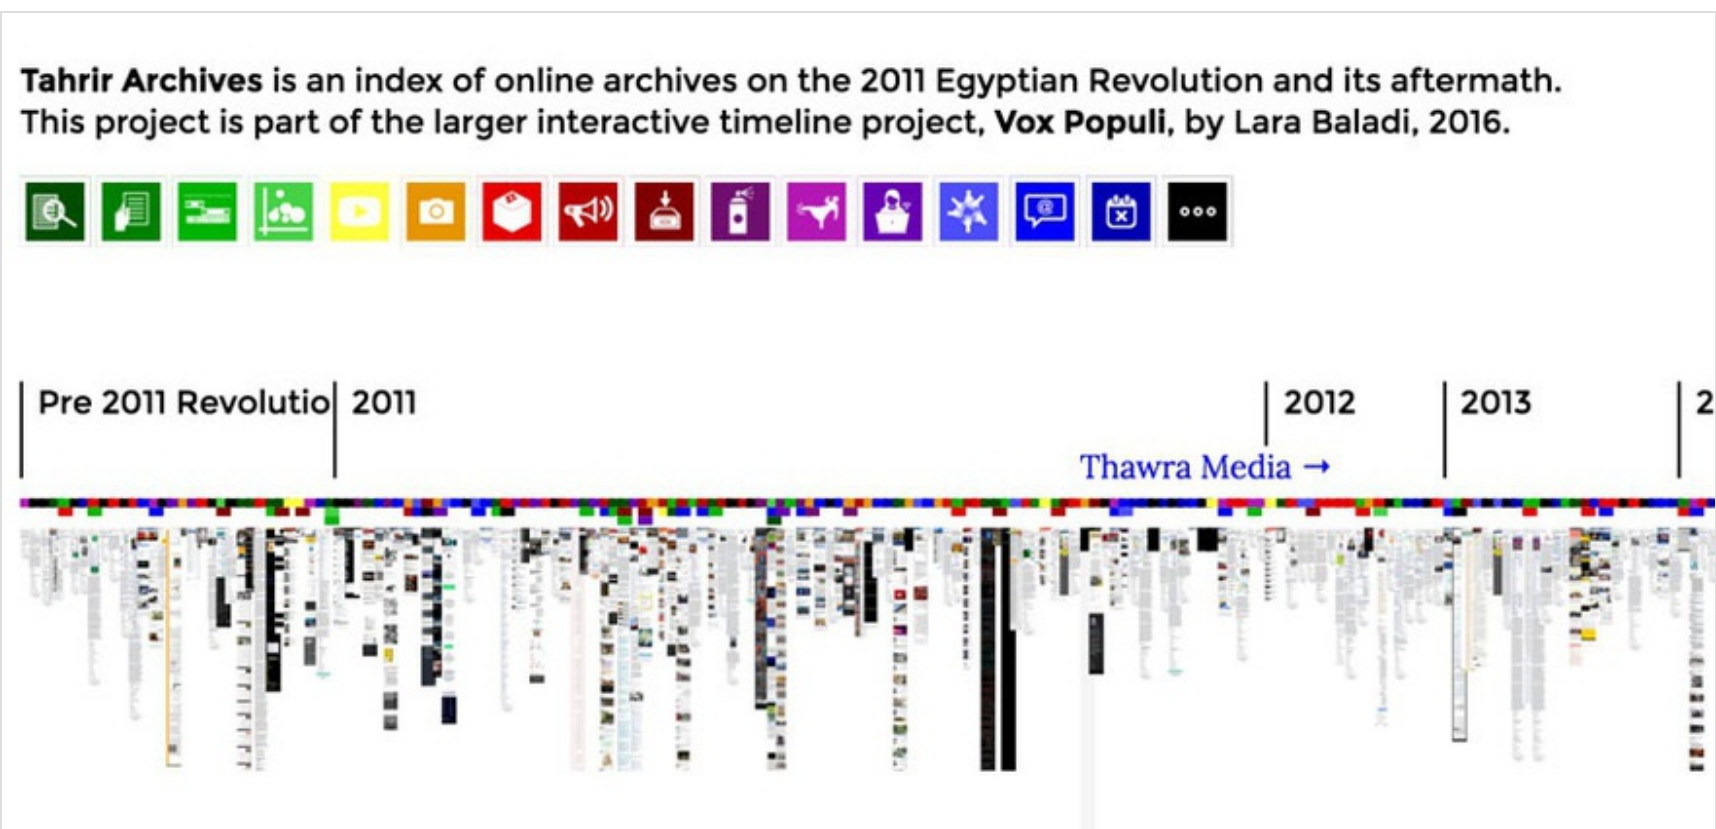 Tahrir Archives is an index of online archives on the 2011 Egyptian Revolution and its aftermath.
This project is part of the larger interactive timeline project, Vox Populi, by Lara Baladi, 2016.
Pre 2011 Revolutio 2011 2012 2013 2
Thawra Media →